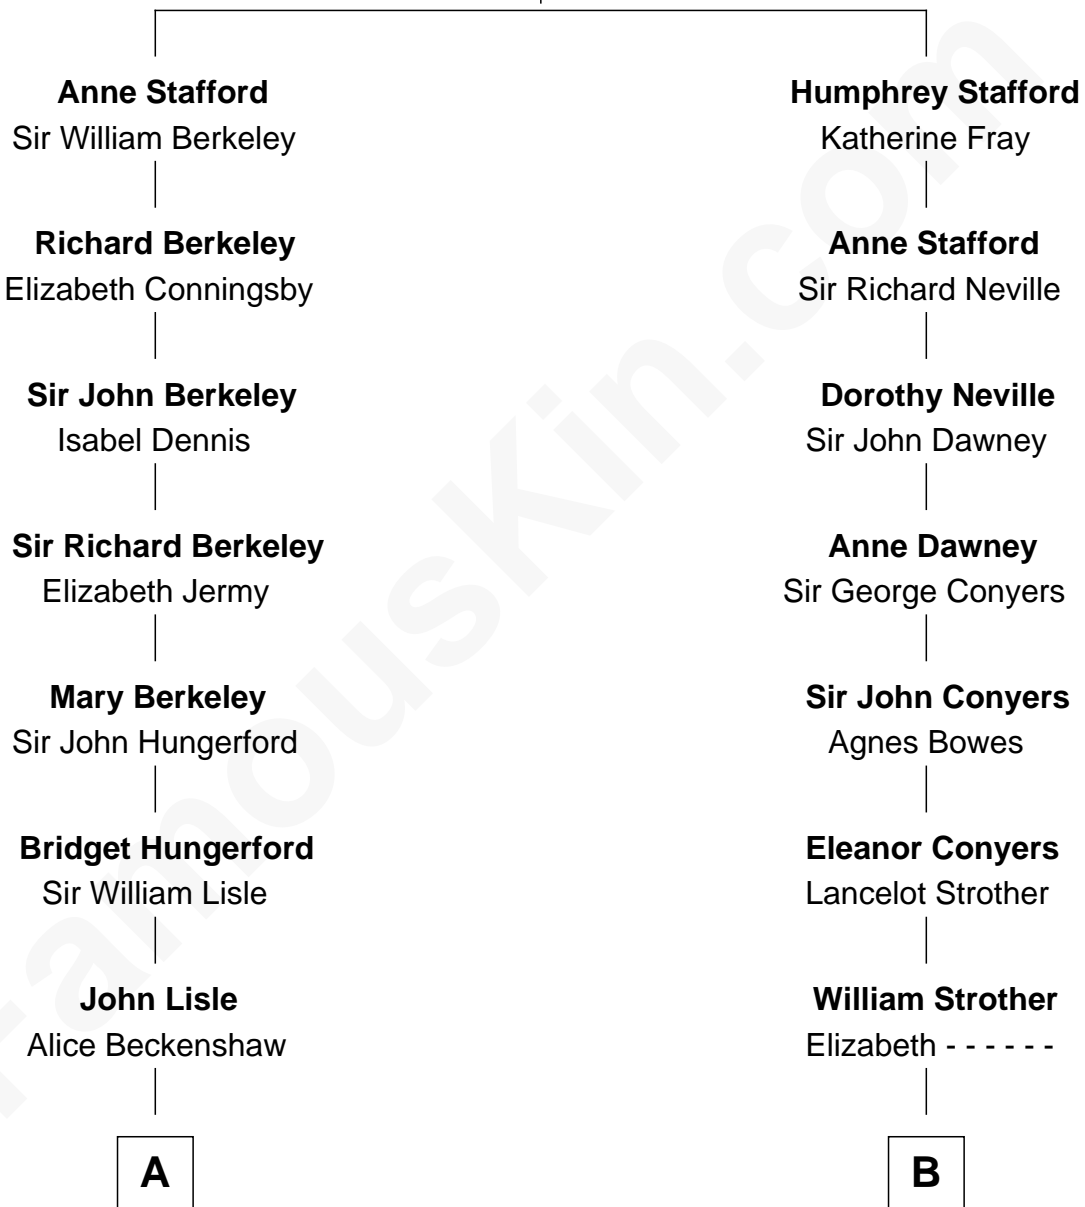 Anne Stafford
Sir William Berkeley
Richard Berkeley
Elizabeth Conningsby
Sir John Berkeley
Isabel Dennis
Sir Richard Berkeley
Elizabeth Jermy
Mary Berkeley
Sir John Hungerford
Bridget Hungerford
Sir William Lisle
John Lisle
Alice Beckenshaw
A
Humphrey Stafford
Katherine Fray
Anne Stafford
Sir Richard Neville
Dorothy Neville
Sir John Dawney
Anne Dawney
Sir George Conyers
Sir John Conyers
Agnes Bowes
Eleanor Conyers
Lancelot Strother
William Strother
Elizabeth - - - - - -
B
FamousKin.com